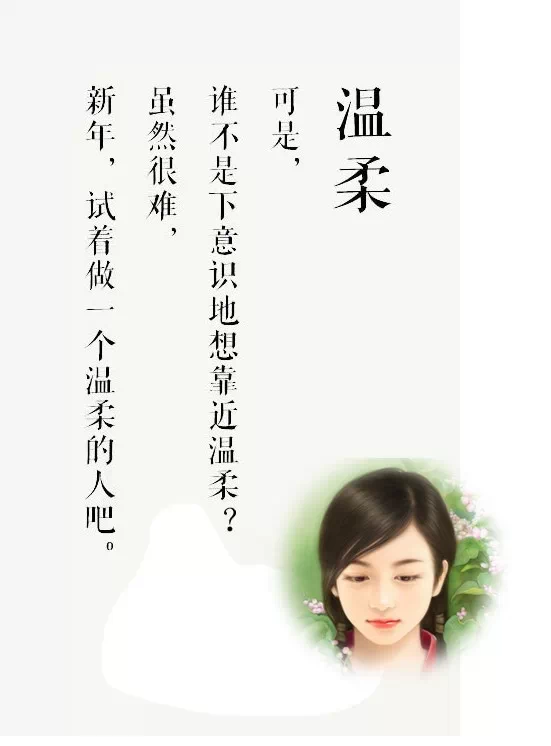 温柔
可是，
谁不是下意识地想靠近温柔？
虽然很难，
新年，试着做一个温柔的人吧。